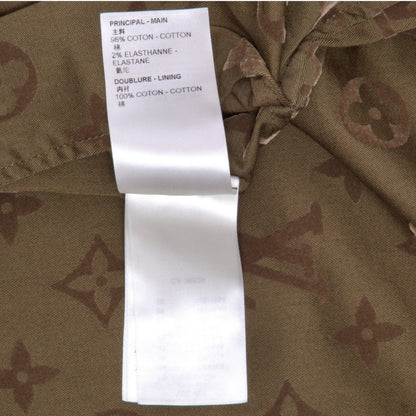 PRINCIPAL - MAIN
主料
98% COTON - COTTON
棉
2% ELASTHANNE -
ELASTANE
氨纶
DOUBLURE - LINING
内衬
100% COTON - COTTON
棉